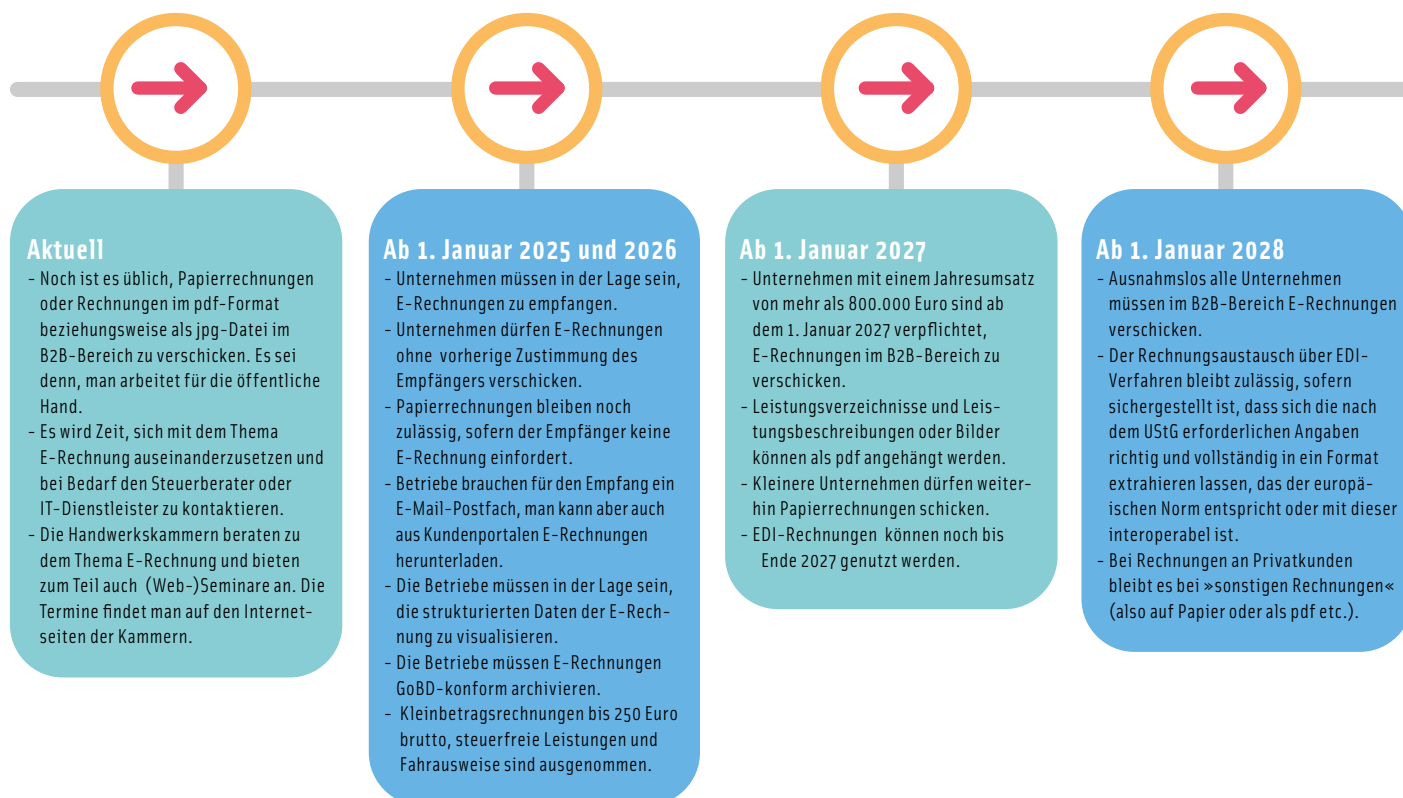 Aktuell
- Noch ist es üblich, Papierrechnungen
oder Rechnungen im pdf-Format
beziehungsweise als jpg-Datei im
B2B-Bereich zu verschicken. Es sei
denn, man arbeitet für die öffentliche
Hand.
- Es wird Zeit, sich mit dem Thema
E-Rechnung auseinanderzusetzen und
bei Bedarf den Steuerberater oder
IT-Dienstleister zu kontaktieren.
- Die Handwerkskammern beraten zu
dem Thema E-Rechnung und bieten
zum Teil auch (Web-)Seminare an. Die
Termine findet man auf den Internet-
seiten der Kammern.
Ab 1. Januar 2025 und 2026
- Unternehmen müssen in der Lage sein,
E-Rechnungen zu empfangen.
- Unternehmen dürfen E-Rechnungen
ohne vorherige Zustimmung des
Empfängers verschicken.
- Papierrechnungen bleiben noch
zulässig, sofern der Empfänger keine
E-Rechnung einfordert.
- Betriebe brauchen für den Empfang ein
E-Mail-Postfach, man kann aber auch
aus Kundenportalen E-Rechnungen
herunterladen.
- Die Betriebe müssen in der Lage sein,
die strukturierten Daten der E-Rech-
nung zu visualisieren.
- Die Betriebe müssen E-Rechnungen
GoBD-konform archivieren.
- Kleinbetragsrechnungen bis 250 Euro
brutto, steuerfreie Leistungen und
Fahrausweise sind ausgenommen.
Ab 1. Januar 2027
- Unternehmen mit einem Jahresumsatz
von mehr als 800.000 Euro sind ab
dem 1. Januar 2027 verpflichtet,
E-Rechnungen im B2B-Bereich zu
verschicken.
- Leistungsverzeichnisse und Leis-
tungsbeschreibungen oder Bilder
können als pdf angehängt werden.
- Kleinere Unternehmen dürfen weiter-
hin Papierrechnungen schicken.
- EDI-Rechnungen können noch bis
Ende 2027 genutzt werden.
Ab 1. Januar 2028
- Ausnahmslos alle Unternehmen
müssen im B2B-Bereich E-Rechnungen
verschicken.
- Der Rechnungsaustausch über EDI-
Verfahren bleibt zulässig, sofern
sichergestellt ist, dass sich die nach
dem UStG erforderlichen Angaben
richtig und vollständig in ein Format
extrahieren lassen, das der europä-
ischen Norm entspricht oder mit dieser
interoperabel ist.
- Bei Rechnungen an Privatkunden
bleibt es bei »sonstigen Rechnungen«
(also auf Papier oder als pdf etc.).